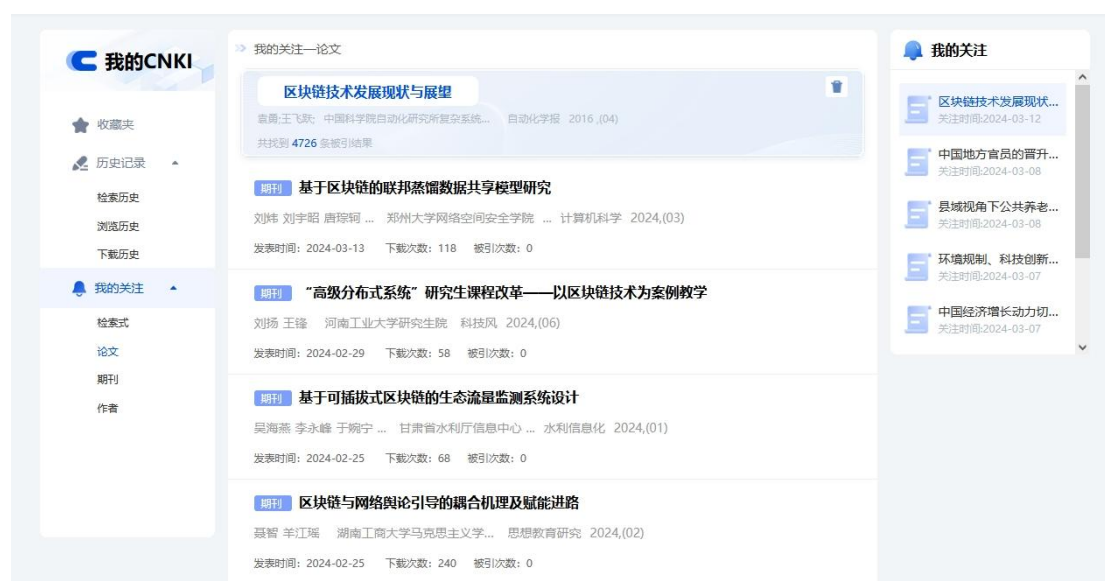 我的CNKI
收藏夹
历史记录
检索历史
浏览历史
下载历史
我的关注
检索式
论文
期刊
作者
我的关注—论文
区块链技术发展现状与展望
袁勇;王飞跃; 中国科学院自动化研究所复杂系统... 自动化学报 2016 ,(04)
共找到 4726 条被引结果
期刊 基于区块链的联邦蒸馏数据共享模型研究
刘炜 刘宇昭 唐琮轲 ... 郑州大学网络空间安全学院 ... 计算机科学 2024,(03)
发表时间：2024-03-13 下载次数：118 被引次数：0
期刊 “高级分布式系统”研究生课程改革——以区块链技术为案例教学
刘扬 王锋 河南工业大学研究生院 科技风 2024,(06)
发表时间：2024-02-29 下载次数：58 被引次数：0
期刊 基于可插拔式区块链的生态流量监测系统设计
吴海燕 李永峰 于婉宁 ... 甘肃省水利厅信息中心 ... 水利信息化 2024,(01)
发表时间：2024-02-25 下载次数：68 被引次数：0
期刊 区块链与网络舆论引导的耦合机理及赋能进路
聂智 羊江瑶 湖南工商大学马克思主义学... 思想教育研究 2024,(02)
发表时间：2024-02-25 下载次数：240 被引次数：0
我的关注
区块链技术发展现状...
关注时间:2024-03-12
中国地方官员的晋升...
关注时间:2024-03-08
县域视角下公共养老...
关注时间:2024-03-08
环境规制、科技创新...
关注时间:2024-03-07
中国经济增长动力切...
关注时间:2024-03-07